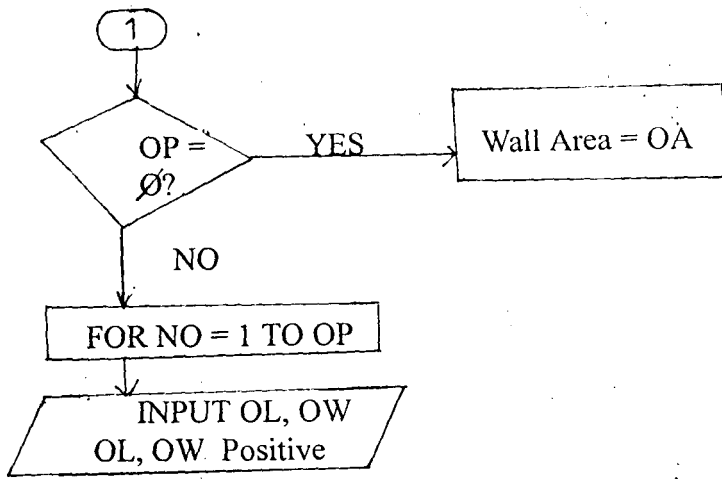 1
OP =
Ø?
YES
Wall Area = OA
NO
FOR NO = 1 TO OP
INPUT OL, OW
OL, OW Positive